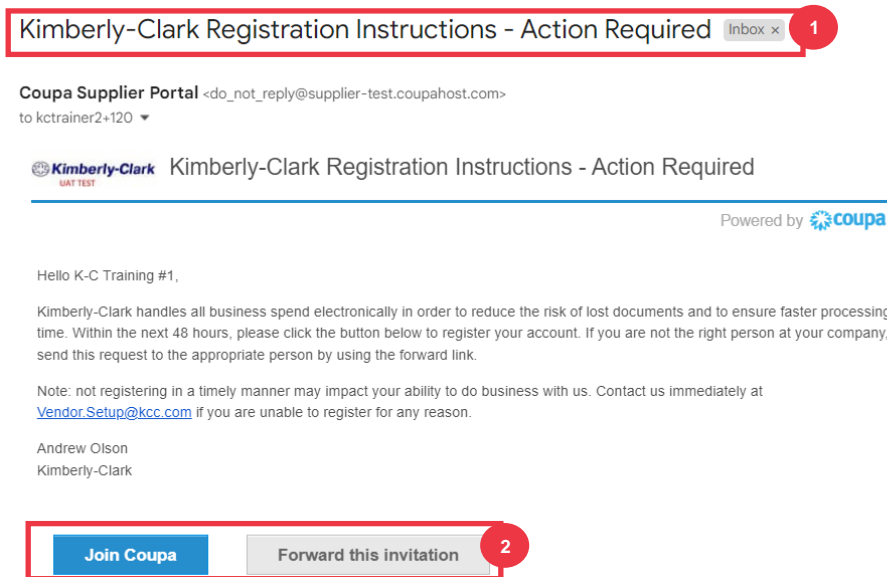 Kimberly-Clark Registration Instructions - Action Required Inbox × 1
Coupa Supplier Portal <do_not_reply@supplier-test.coupahost.com>
to kctrainer2+120
Kimberly-Clark Kimberly-Clark Registration Instructions - Action Required
UAT TEST
Powered by coupa
Hello K-C Training #1,
Kimberly-Clark handles all business spend electronically in order to reduce the risk of lost documents and to ensure faster processing
time. Within the next 48 hours, please click the button below to register your account. If you are not the right person at your company,
send this request to the appropriate person by using the forward link.
Note: not registering in a timely manner may impact your ability to do business with us. Contact us immediately at
Vendor.Setup@kcc.com if you are unable to register for any reason.
Andrew Olson
Kimberly-Clark
Join Coupa Forward this invitation 2